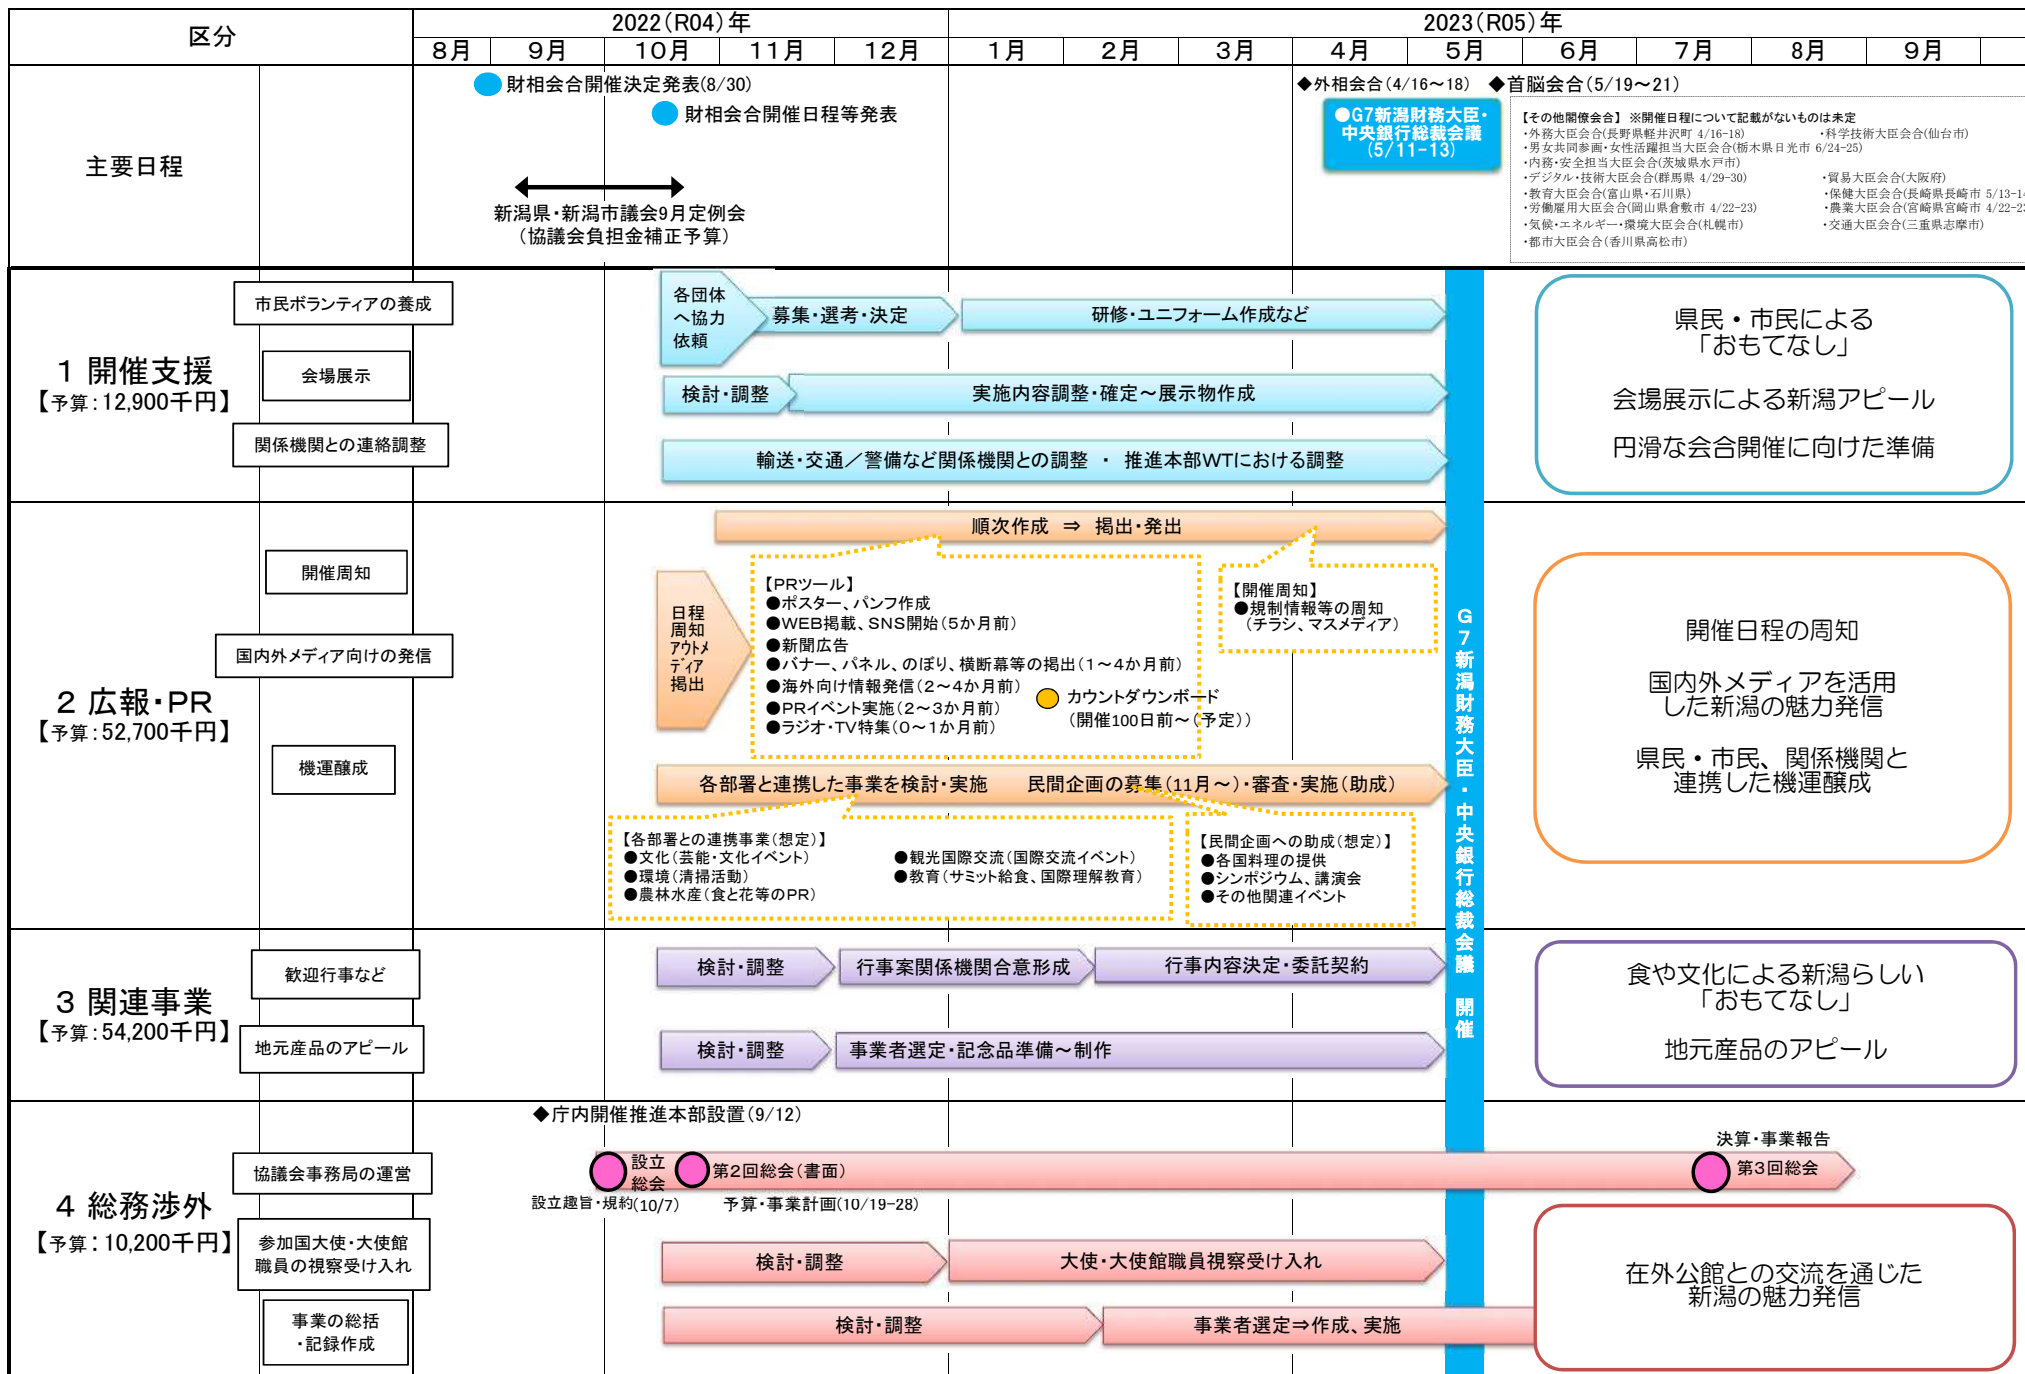 区分
2022(R04)年
2023(R05)年
8月 9月 10月 11月 12月 1月 2月 3月 4月 5月 6月 7月 8月 9月
主要日程
財相会合開催決定発表(8/30)
財相会合開催日程等発表
新潟県・新潟市議会9月定例会
(協議会負担金補正予算)
◆外相会合(4/16～18)
◆首脳会合(5/19～21)
●G7新潟財務大臣・
中央銀行総裁会議
(5/11-13)
【その他閣僚会合】 ※開催日程について記載がないものは未定
・外務大臣会合(長野県軽井沢町 4/16-18) ・科学技術大臣会合(仙台市)
・男女共同参画・女性活躍担当大臣会合(栃木県日光市 6/24-25)
・内務・安全担当大臣会合(茨城県水戸市)
・デジタル・技術大臣会合(群馬県 4/29-30) ・貿易大臣会合(大阪府)
・教育大臣会合(富山県・石川県) ・保健大臣会合(長崎県長崎市 5/13-14
・労働雇用大臣会合(岡山県倉敷市 4/22-23) ・農業大臣会合(宮崎県宮崎市 4/22-23
・気候・エネルギー・環境大臣会合(札幌市) ・交通大臣会合(三重県志摩市)
・都市大臣会合(香川県高松市)
1 開催支援
【予算：12,900千円】
市民ボランティアの養成
会場展示
関係機関との連絡調整
各団体
へ協力
依頼
募集・選考・決定
研修・ユニフォーム作成など
検討・調整
実施内容調整・確定～展示物作成
輸送・交通／警備など関係機関との調整 ・ 推進本部WTにおける調整
県民・市民による
「おもてなし」
会場展示による新潟アピール
円滑な会合開催に向けた準備
2 広報・PR
【予算：52,700千円】
開催周知
国内外メディア向けの発信
機運醸成
順次作成 ⇒ 掲出・発出
日程
周知
アウトメ
ディア
掲出
【PRツール】
●ポスター、パンフ作成
●WEB掲載、SNS開始(5か月前)
●新聞広告
●バナー、パネル、のぼり、横断幕等の掲出(1～4か月前)
●海外向け情報発信(2～4か月前)
●PRイベント実施(2～3か月前)
●ラジオ・TV特集(0～1か月前)
カウントダウンボード
(開催100日前～(予定))
【開催周知】
●規制情報等の周知
(チラシ、マスメディア)
各部署と連携した事業を検討・実施 民間企画の募集(11月～)・審査・実施(助成)
【各部署との連携事業(想定)】
●文化(芸能・文化イベント)
●環境(清掃活動)
●農林水産(食と花等のPR)
●観光国際交流(国際交流イベント)
●教育(サミット給食、国際理解教育)
【民間企画への助成(想定)】
●各国料理の提供
●シンポジウム、講演会
●その他関連イベント
G7新潟財務大臣・中央銀行総裁会議 開催
開催日程の周知
国内外メディアを活用
した新潟の魅力発信
県民・市民、関係機関と
連携した機運醸成
3 関連事業
【予算：54,200千円】
歓迎行事など
地元産品のアピール
検討・調整
行事案関係機関合意形成
行事内容決定・委託契約
検討・調整
事業者選定・記念品準備～制作
食や文化による新潟らしい
「おもてなし」
地元産品のアピール
4 総務渉外
【予算：10,200千円】
協議会事務局の運営
参加国大使・大使館
職員の視察受け入れ
事業の総括
・記録作成
◆庁内開催推進本部設置(9/12)
設立
総会
第2回総会(書面)
設立趣旨・規約(10/7)
予算・事業計画(10/19-28)
決算・事業報告
第3回総会
検討・調整
大使・大使館職員視察受け入れ
検討・調整
事業者選定⇒作成、実施
在外公館との交流を通じた
新潟の魅力発信